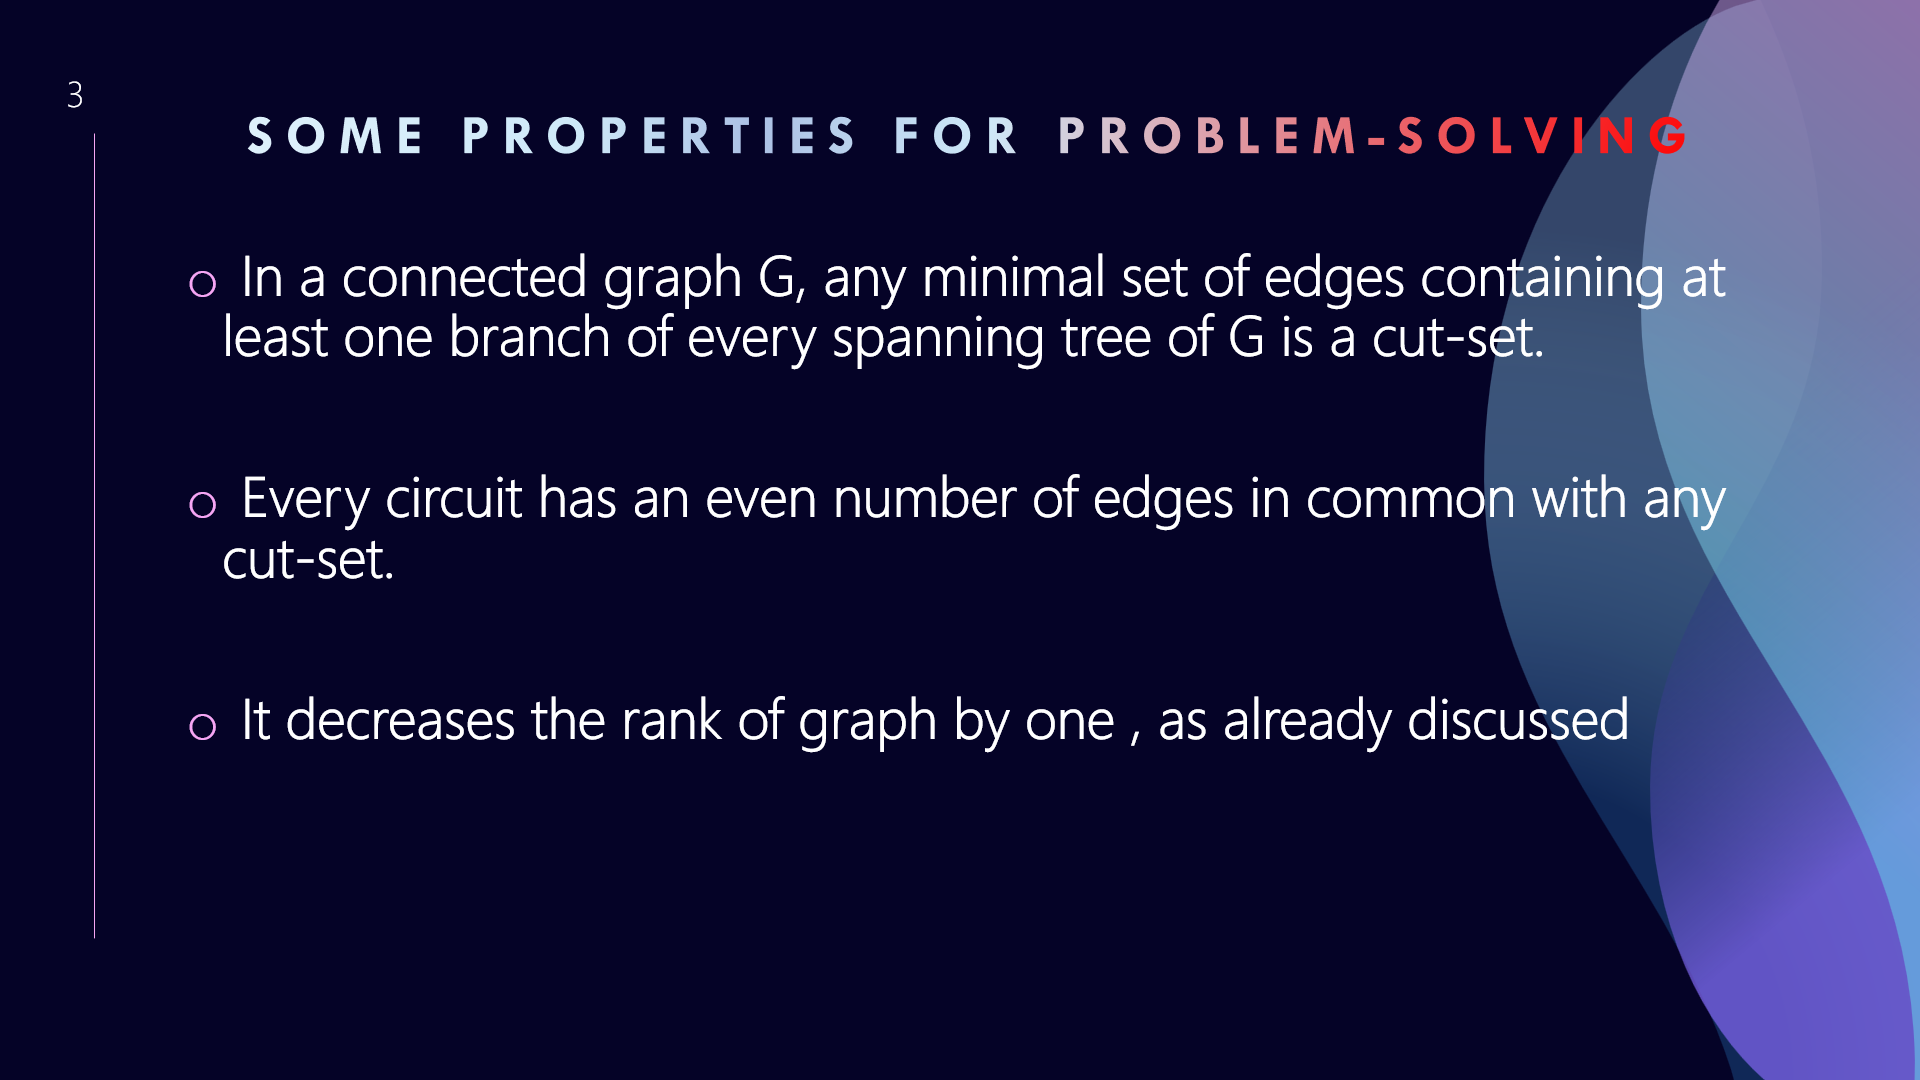 3
SOME PROPERTIES FOR PROBLEM-SOLVING
o In a connected graph G, any minimal set of edges containing at
least one branch of every spanning tree of G is a cut-set.
o Every circuit has an even number of edges in common with any
cut-set.
o It decreases the rank of graph by one , as already discussed